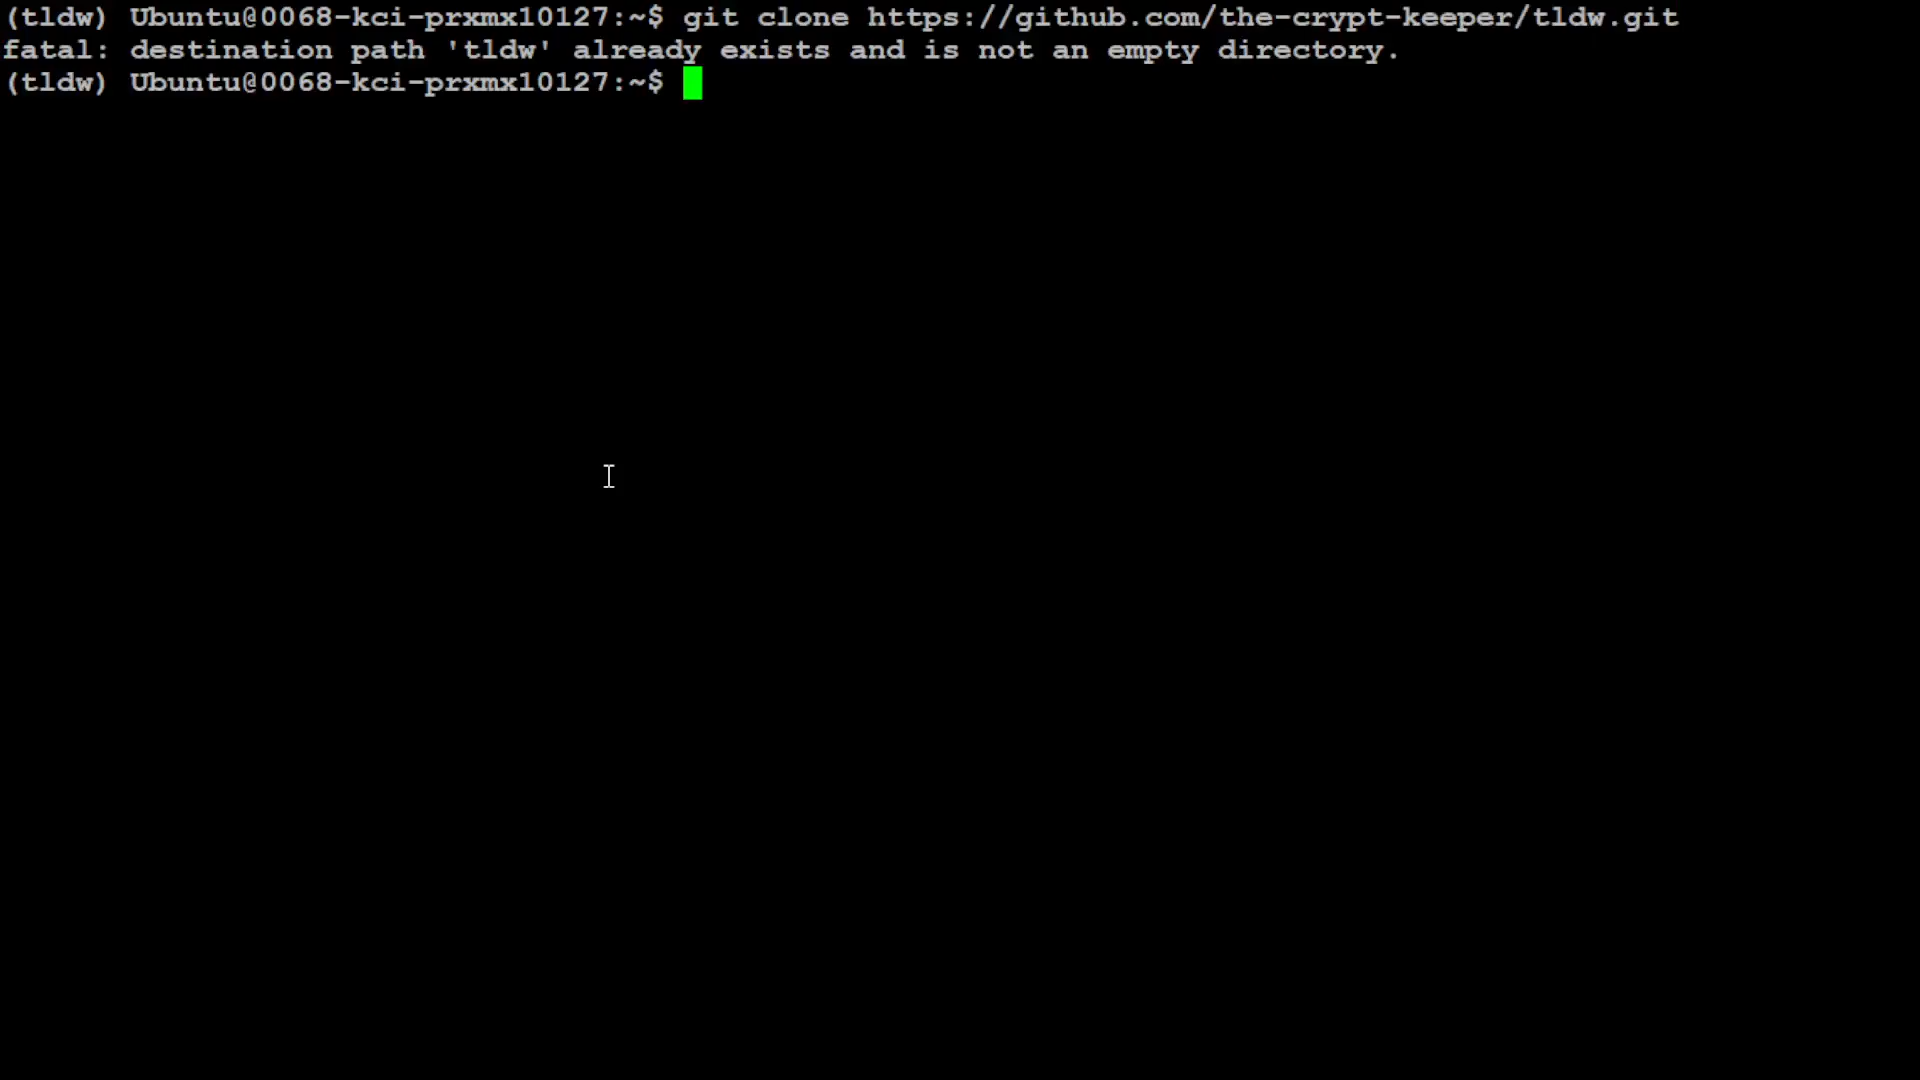 (tldw) Ubuntu@0068-kci-prxmx10127:~$ git clone https://github.com/the-crypt-keeper/tldw.git
fatal: destination path 'tldw' already exists and is not an empty directory.
(tldw) Ubuntu@0068-kci-prxmx10127:~$